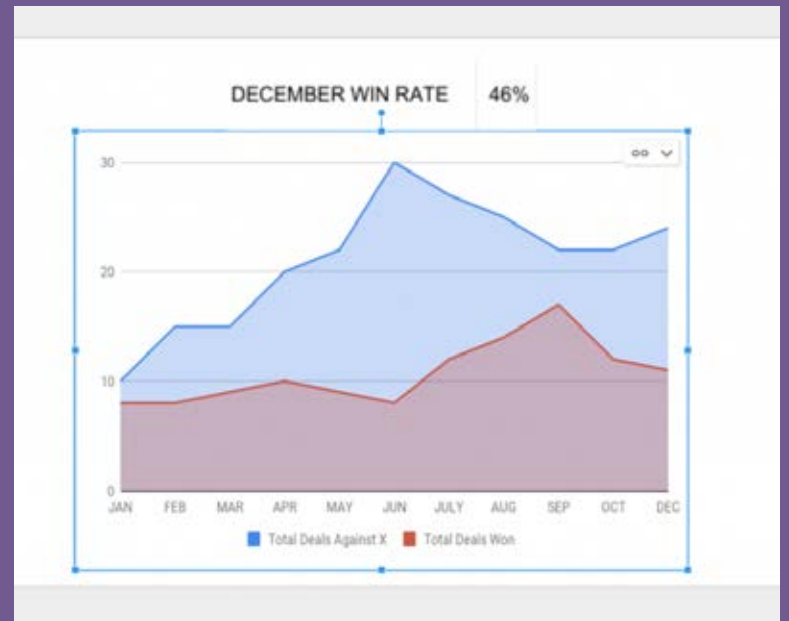 DECEMBER WIN RATE 46%
30
20
10
0
JAN FEB MAR APR MAY JUN JULY AUG SEP OCT DEC
Total Deals Against X Total Deals Won